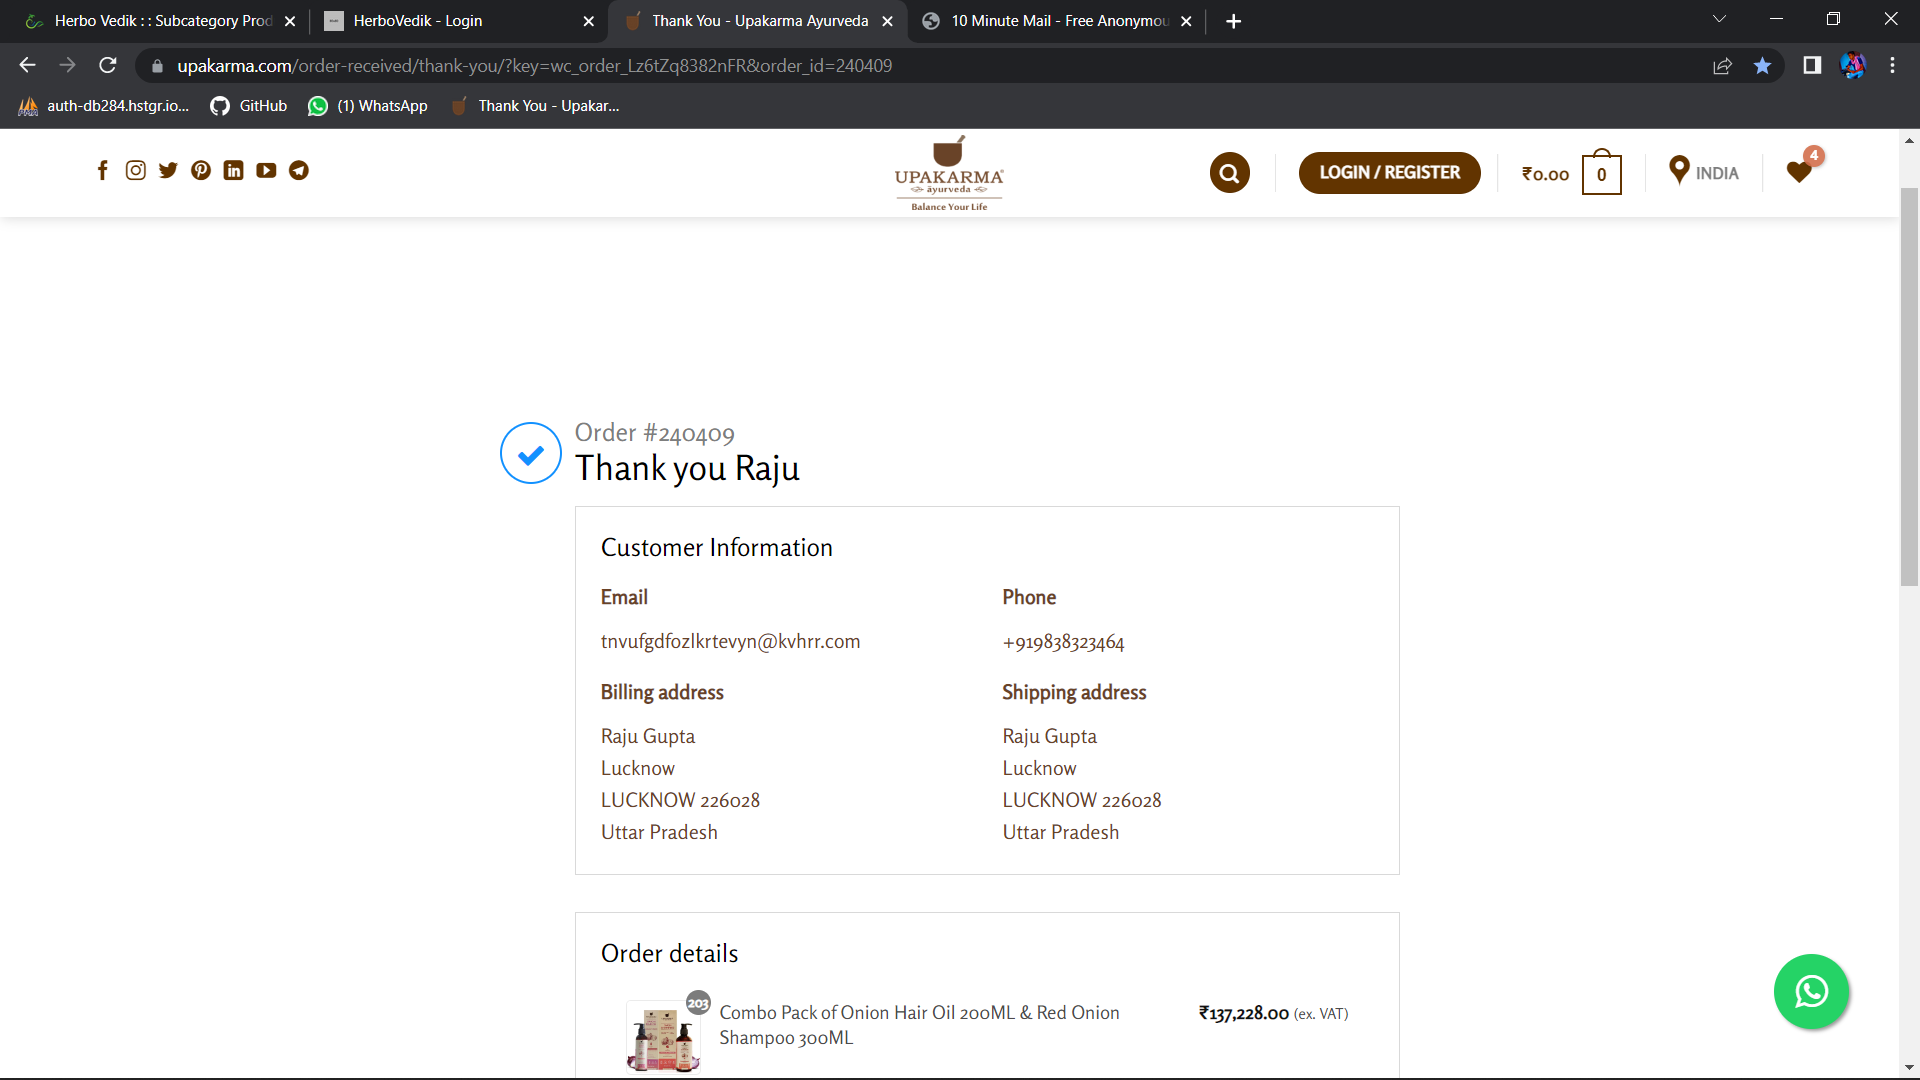 Herbo Vedik : : Subcategory Prod
HerboVedik - Login
Thank You - Upakarma Ayurveda
10 Minute Mail - Free Anonymou
upakarma.com/order-received/thank-you/?key=wc_order_Lz6tZq8382nFR&order_id=240409
auth-db284.hstgr.io...
GitHub
(1) WhatsApp
Thank You - Upakar...
UPAKARMA
āyurveda
Balance Your Life
LOGIN / REGISTER
₹0.00
0
INDIA
4
Order #240409
Thank you Raju
Customer Information
Email
Phone
tnvufgdfozlkrtevyn@kvhrr.com
+919838323464
Billing address
Shipping address
Raju Gupta
Raju Gupta
Lucknow
Lucknow
LUCKNOW 226028
LUCKNOW 226028
Uttar Pradesh
Uttar Pradesh
Order details
203
Combo Pack of Onion Hair Oil 200ML & Red Onion
Shampoo 300ML
₹137,228.00 (ex. VAT)